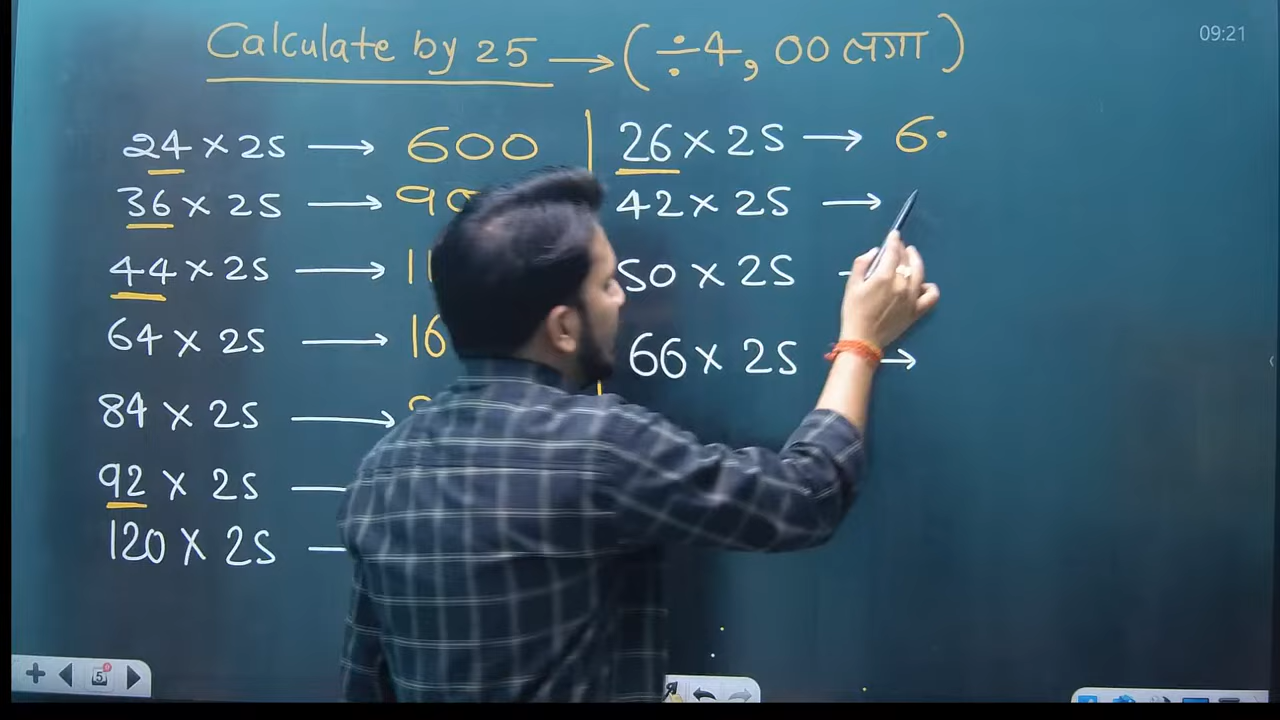 09:21
Calculate by 25 → (÷4, 00 लगा)
24 × 25 → 600
36 × 25 →
44 × 25 →
64 × 25 →
84 × 25 →
92 × 25 →
120 × 25
26 × 25 → 6.
42 × 25 →
50 × 25
66 × 25 →
5